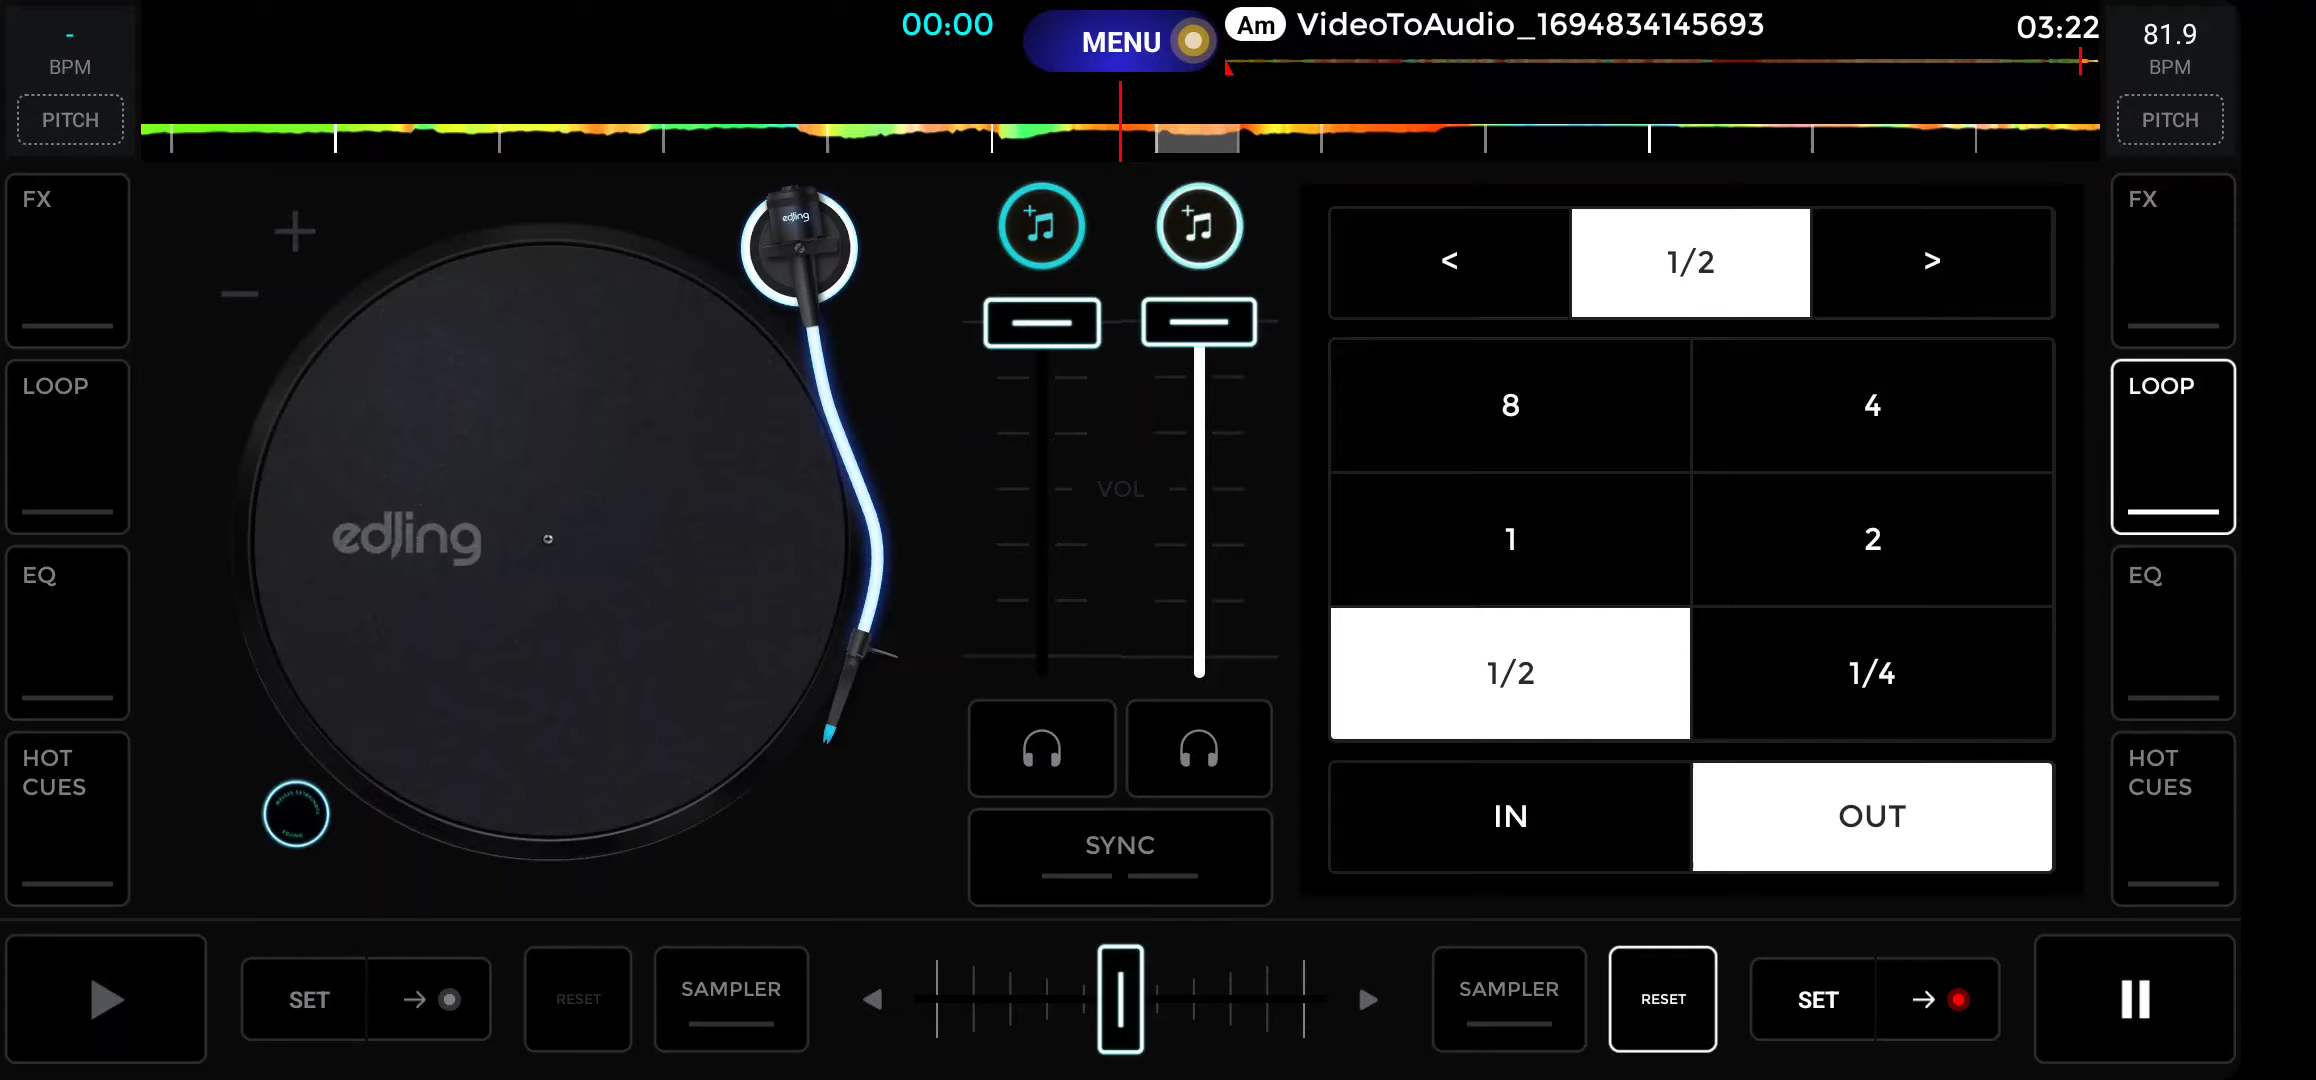 -
BPM
PITCH
00:00
MENU
Am VideoToAudio_1694834145693
03:22
81.9
BPM
PITCH
FX
LOOP
EQ
HOT
CUES
edjing
edjing
VOL
SYNC
< 1/2 >
8 4
1 2
1/2 1/4
IN OUT
FX
LOOP
EQ
HOT
CUES
SET
RESET
SAMPLER
SAMPLER
RESET
SET